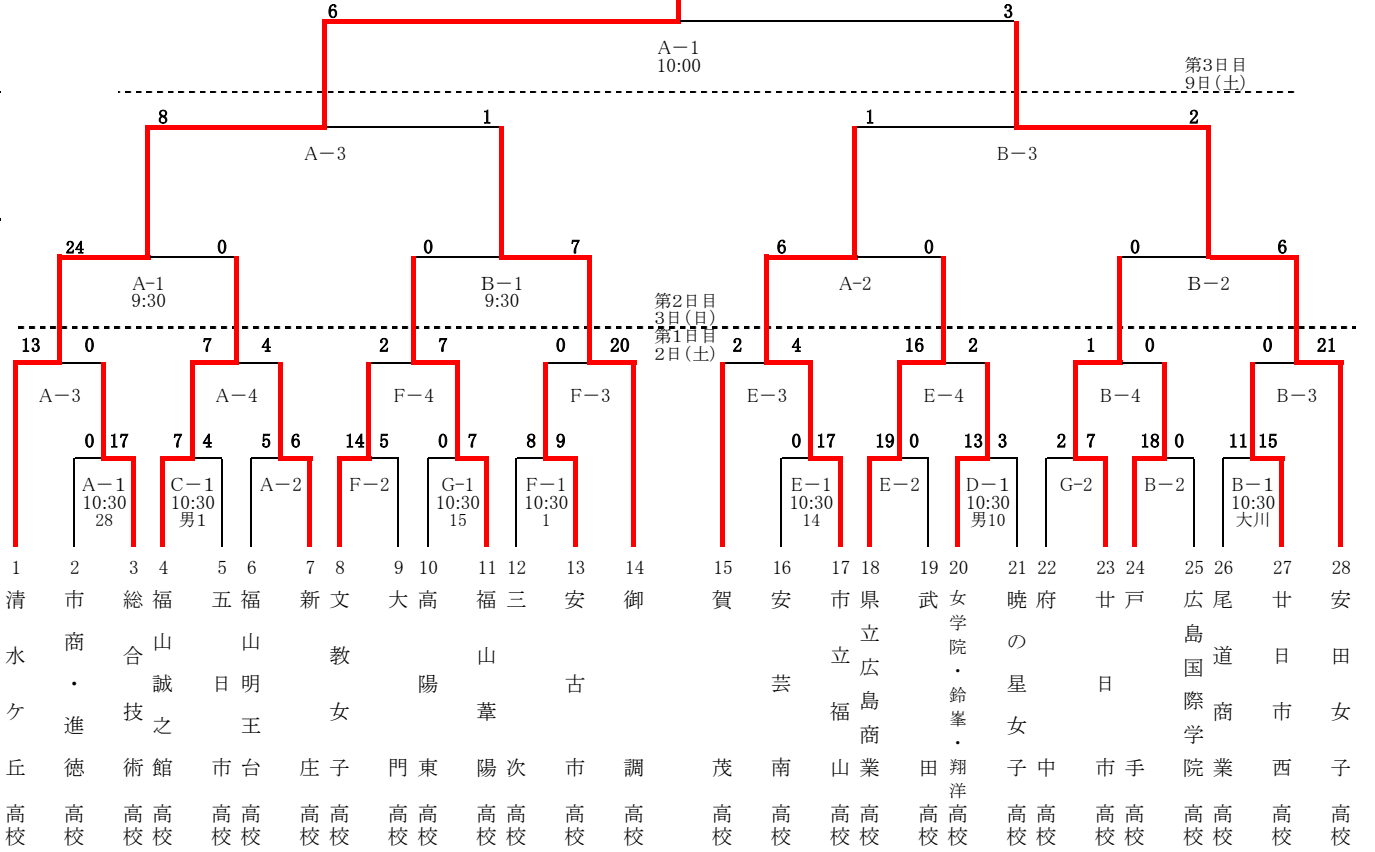 6 3
A－1
10:00
第3日目
9日(土)
8 1 1 2
A－3 B－3
24 0 0 7 6 0 0 6
A-1 B－1 A-2 B－2
9:30 9:30
第2日目
3日(日)
第1日目
2日(土)
13 0 7 4 2 7 0 20 2 4 16 2 1 0 0 21
A－3 A－4 F－4 F－3 E－3 E－4 B－4 B－3
0 17 7 4 5 6 14 5 0 7 8 9 0 17 19 0 13 3 2 7 18 0 11 15
A－1 C－1 A－2 F－2 G-1 F－1 E－1 E－2 D－1 G-2 B－2 B－1
10:30 10:30 10:30 10:30 10:30 10:30 10:30
28 男1 15 1 14 男10 大川
1 2 3 4 5 6 7 8 9 10 11 12 13 14 15 16 17 18 19 20 21 22 23 24 25 26 27 28
清水ケ丘高校
市商・進徳高校
総合技術高校
福山誠之館高校
五日市高校
福山明王台高校
新庄高校
文教女子高校
大門高校
高陽東高校
福山葦陽高校
三次高校
安古市高校
御調高校
賀茂高校
安芸南高校
市立福山高校
県立広島商業高校
武田高校
女学院・鈴峯・翔洋高校
暁の星女子高校
府中高校
廿日市高校
戸手高校
広島国際学院高校
尾道商業高校
廿日市西高校
安田女子高校